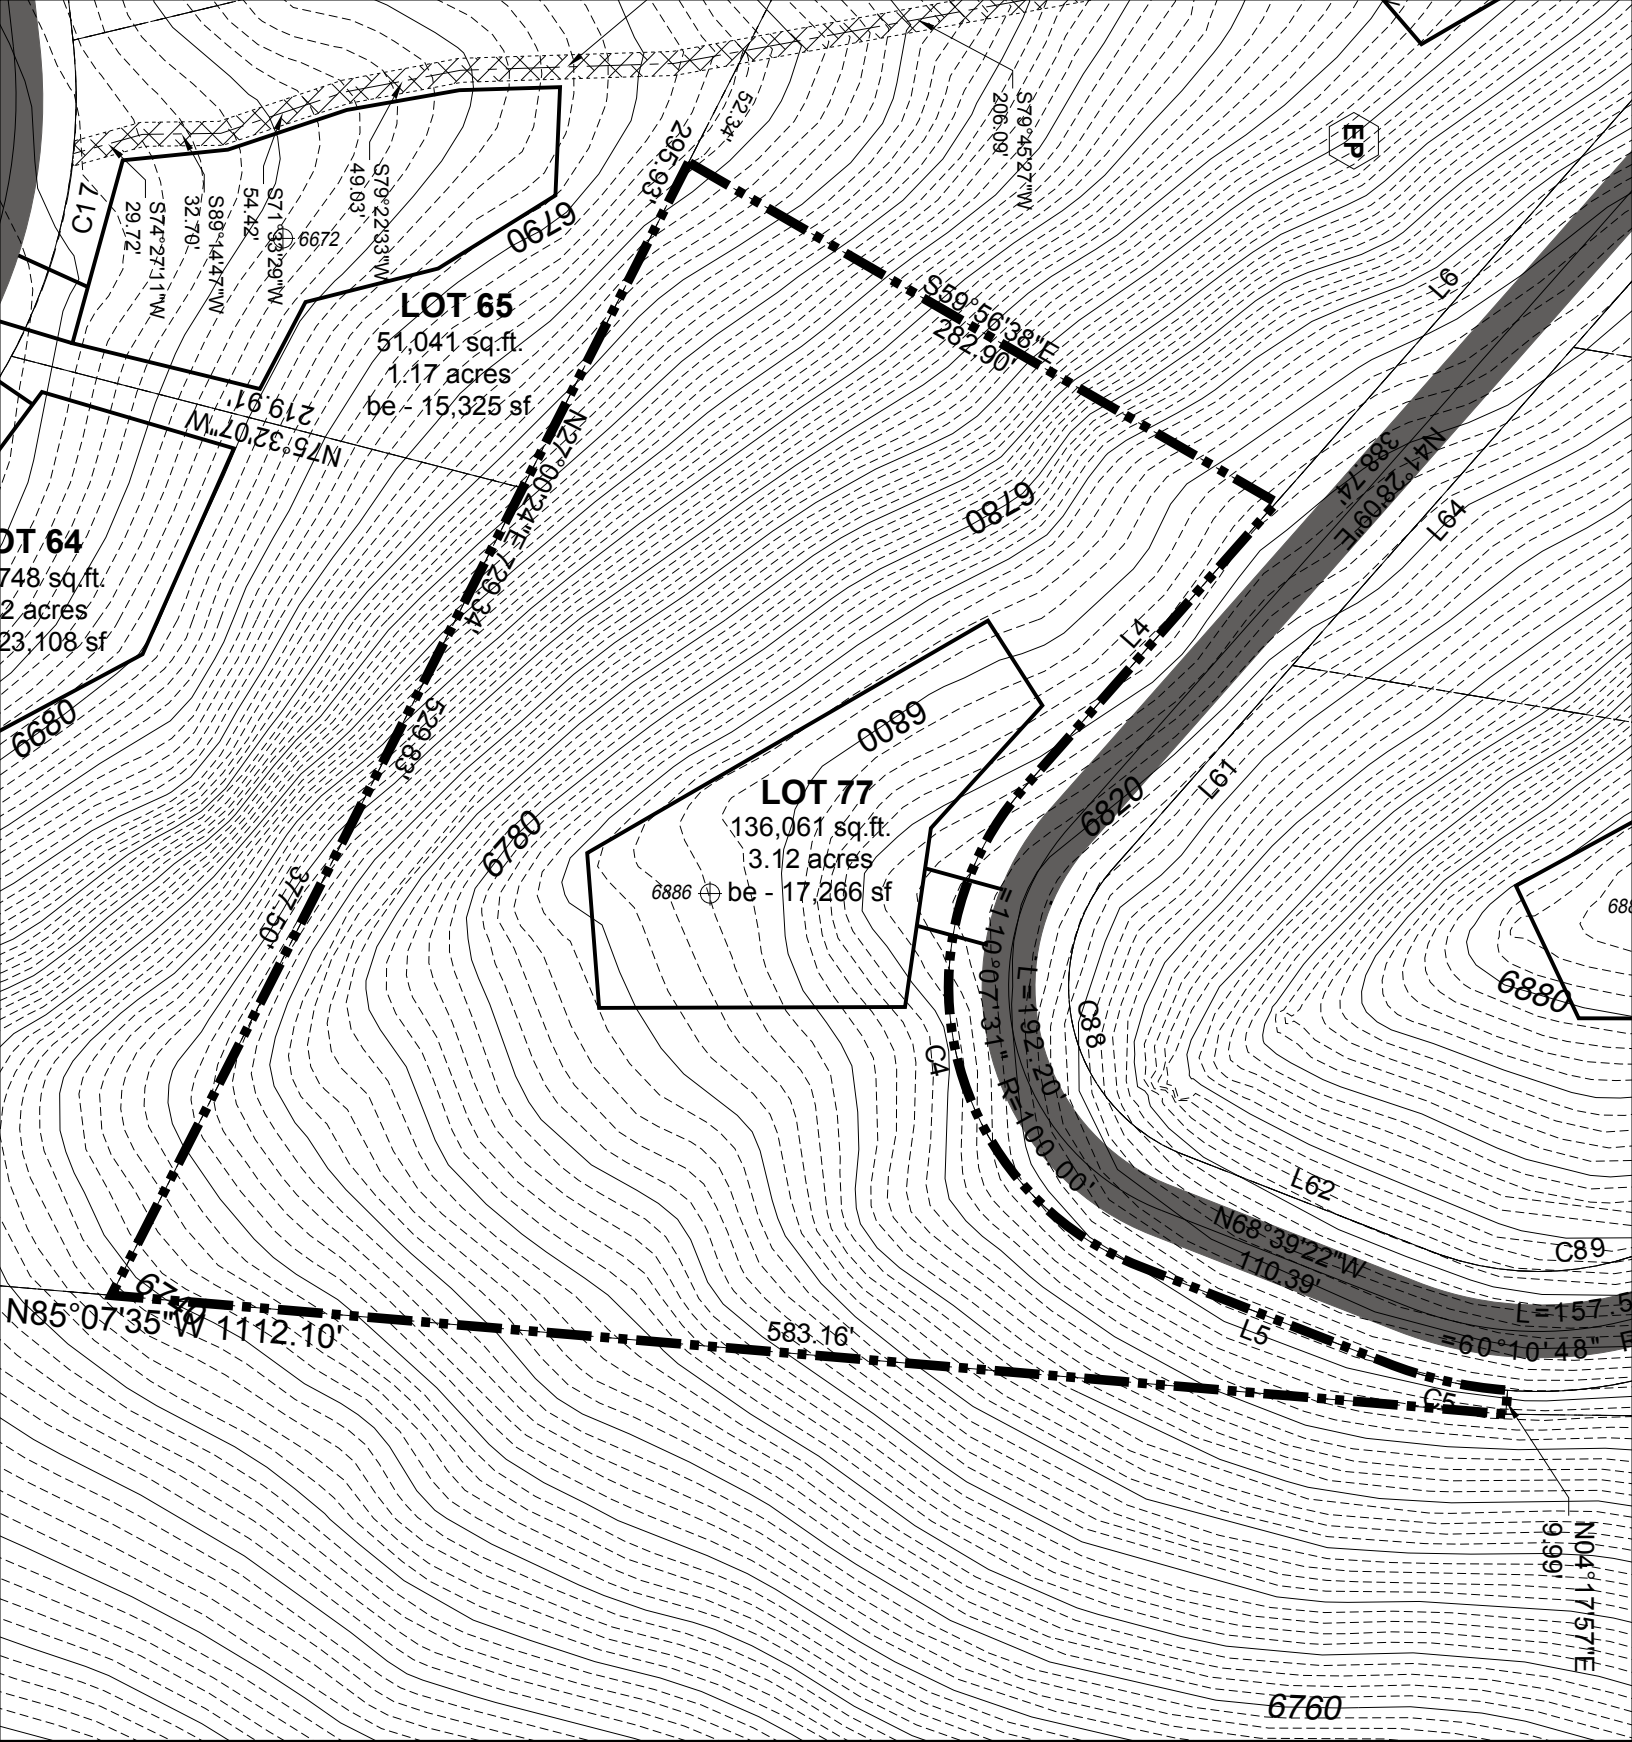 52.34'
295.93'
S79°45'27"W
206.09'
EP
C17
S74°27'11"W
29.72'
S89°14'47"W
32.70'
S71°33'29"W
54.42'
S79°22'33"W
49.03'
6672
6790
LOT 65
51,041 sq.ft.
1.17 acres
be - 15,325 sf
S59°56'38"E
282.90'
L6
219.91'
N75°32'07"W
N27°00'24"E 729.34'
6780
N41°28'09"E
388.74'
L64
OT 64
748 sq.ft.
2 acres
23,108 sf
6680
L4
529.83'
6800
LOT 77
136,061 sq.ft.
3.12 acres
6886 be - 17,266 sf
6820
L61
6780
377.50'
6880
=110°07'31" R=100.00'
L=192.20'
C88
C4
L62
N68°39'22"W
110.39'
C89
L=157.5
=60°10'48"
6740
N85°07'35"W 1112.10'
583.16'
L5
C5
N04°17'57"E
9.99'
6760